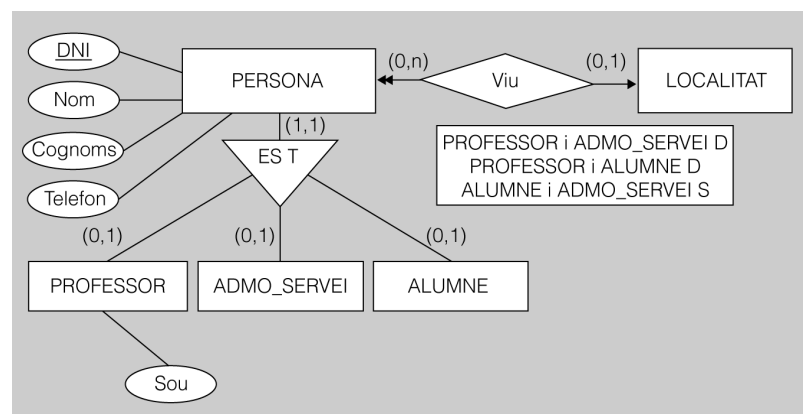 DNI
Nom
Cognoms
Telefon
PERSONA
(0,n)
Viu
(0,1)
LOCALITAT
(1,1)
ES T
PROFESSOR i ADMO_SERVEI D
PROFESSOR i ALUMNE D
ALUMNE i ADMO_SERVEI S
(0,1)
(0,1)
(0,1)
PROFESSOR
ADMO_SERVEI
ALUMNE
Sou